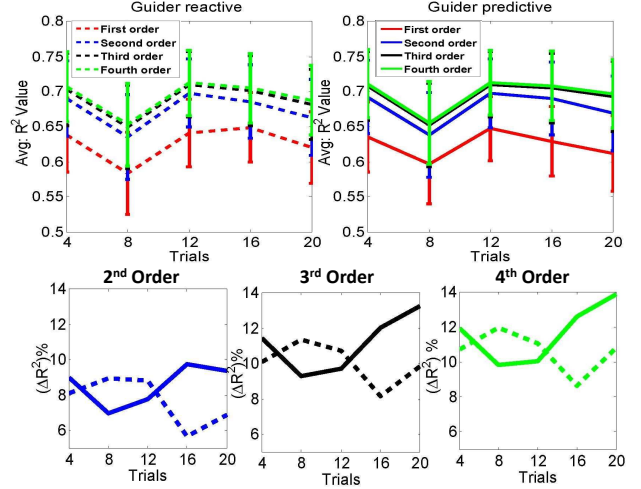 Guider reactive
0.8
0.75
0.7
0.65
0.6
0.55
0.5
Avg: R² Value
First order
Second order
Third order
Fourth order
4 8 12 16 20
Trials
Guider predictive
0.8
0.75
0.7
0.65
0.6
0.55
0.5
Avg: R² Value
First order
Second order
Third order
Fourth order
4 8 12 16 20
Trials
2nd Order
14
12
10
8
6
(ΔR²)%
4 8 12 16 20
Trials
3rd Order
14
12
10
8
6
(ΔR²)%
4 8 12 16 20
Trials
4th Order
14
12
10
8
6
(ΔR²) %
4 8 12 16 20
Trials